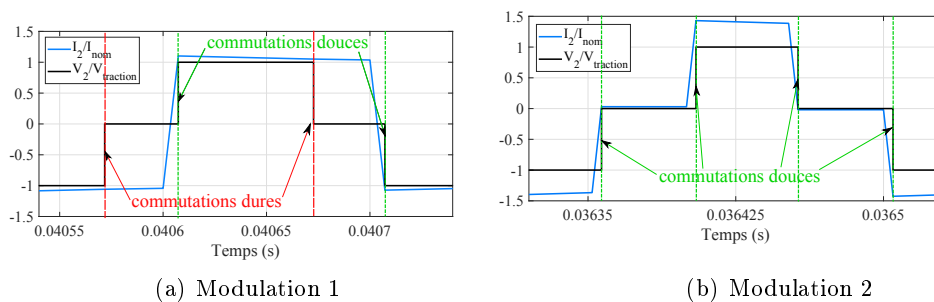 1.5
1
0.5
0
-0.5
-1
-1.5
I2/Inom
V2/Vtraction
commutations douces
commutations dures
0.04055 0.0406 0.04065 0.0407
Temps (s)
(a) Modulation 1
1.5
1
0.5
0
-0.5
-1
-1.5
I2/Inom
V2/Vtraction
commutations douces
0.03635 0.036425 0.0365
Temps (s)
(b) Modulation 2